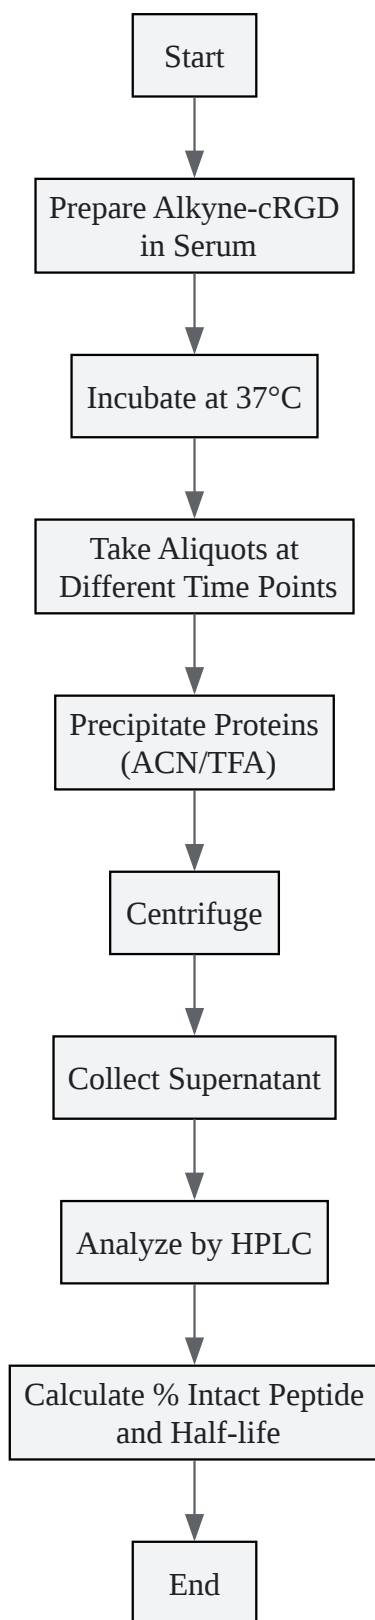 Start
Prepare Alkyne-cRGD
in Serum
Incubate at 37°C
Take Aliquots at
Different Time Points
Precipitate Proteins
(ACN/TFA)
Centrifuge
Collect Supernatant
Analyze by HPLC
Calculate % Intact Peptide
and Half-life
End